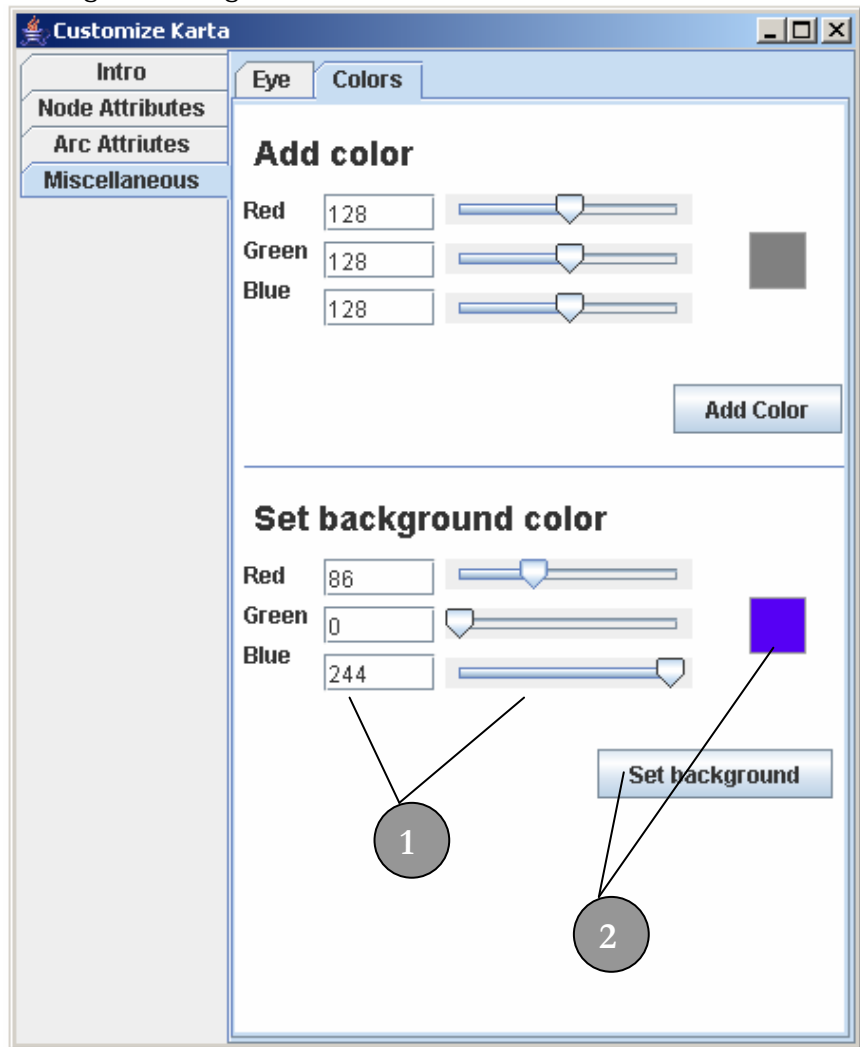 Customize Karta
Intro
Node Attributes
Arc Attriutes
Miscellaneous
Eye Colors
Add color
Red 128
Green 128
Blue 128
Add Color
Set background color
Red 86
Green 0
Blue 244
Set background
1
2